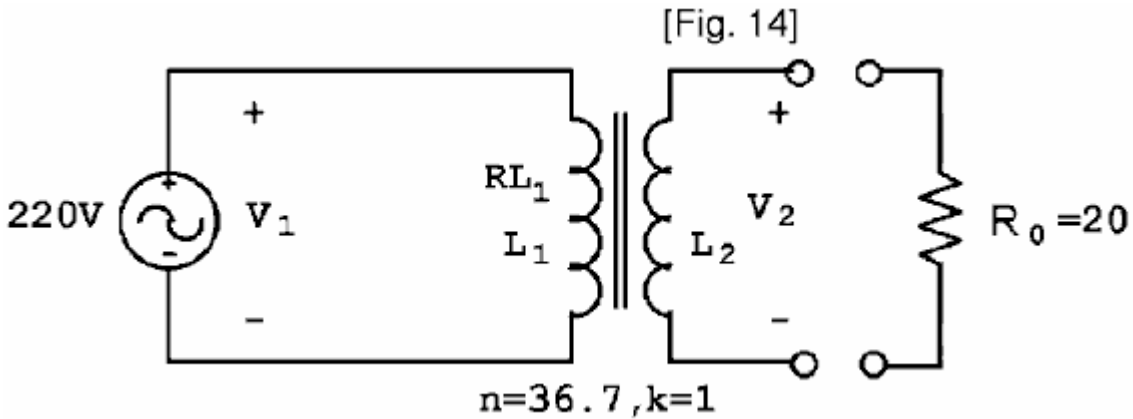 [Fig. 14]
+
+
220V
+
-
V₁
RL₁
L₁
L₂
V₂
R₀=20
-
-
n=36.7,k=1